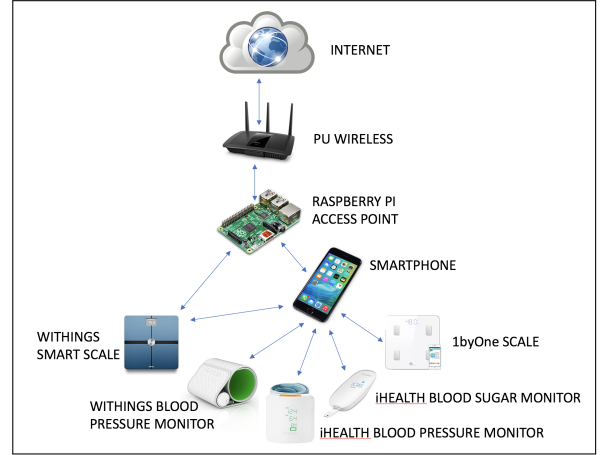 INTERNET
PU WIRELESS
RASPBERRY PI
ACCESS POINT
SMARTPHONE
WITHINGS
SMART SCALE
1byOne SCALE
iHEALTH BLOOD SUGAR MONITOR
WITHINGS BLOOD
PRESSURE MONITOR
iHEALTH BLOOD PRESSURE MONITOR